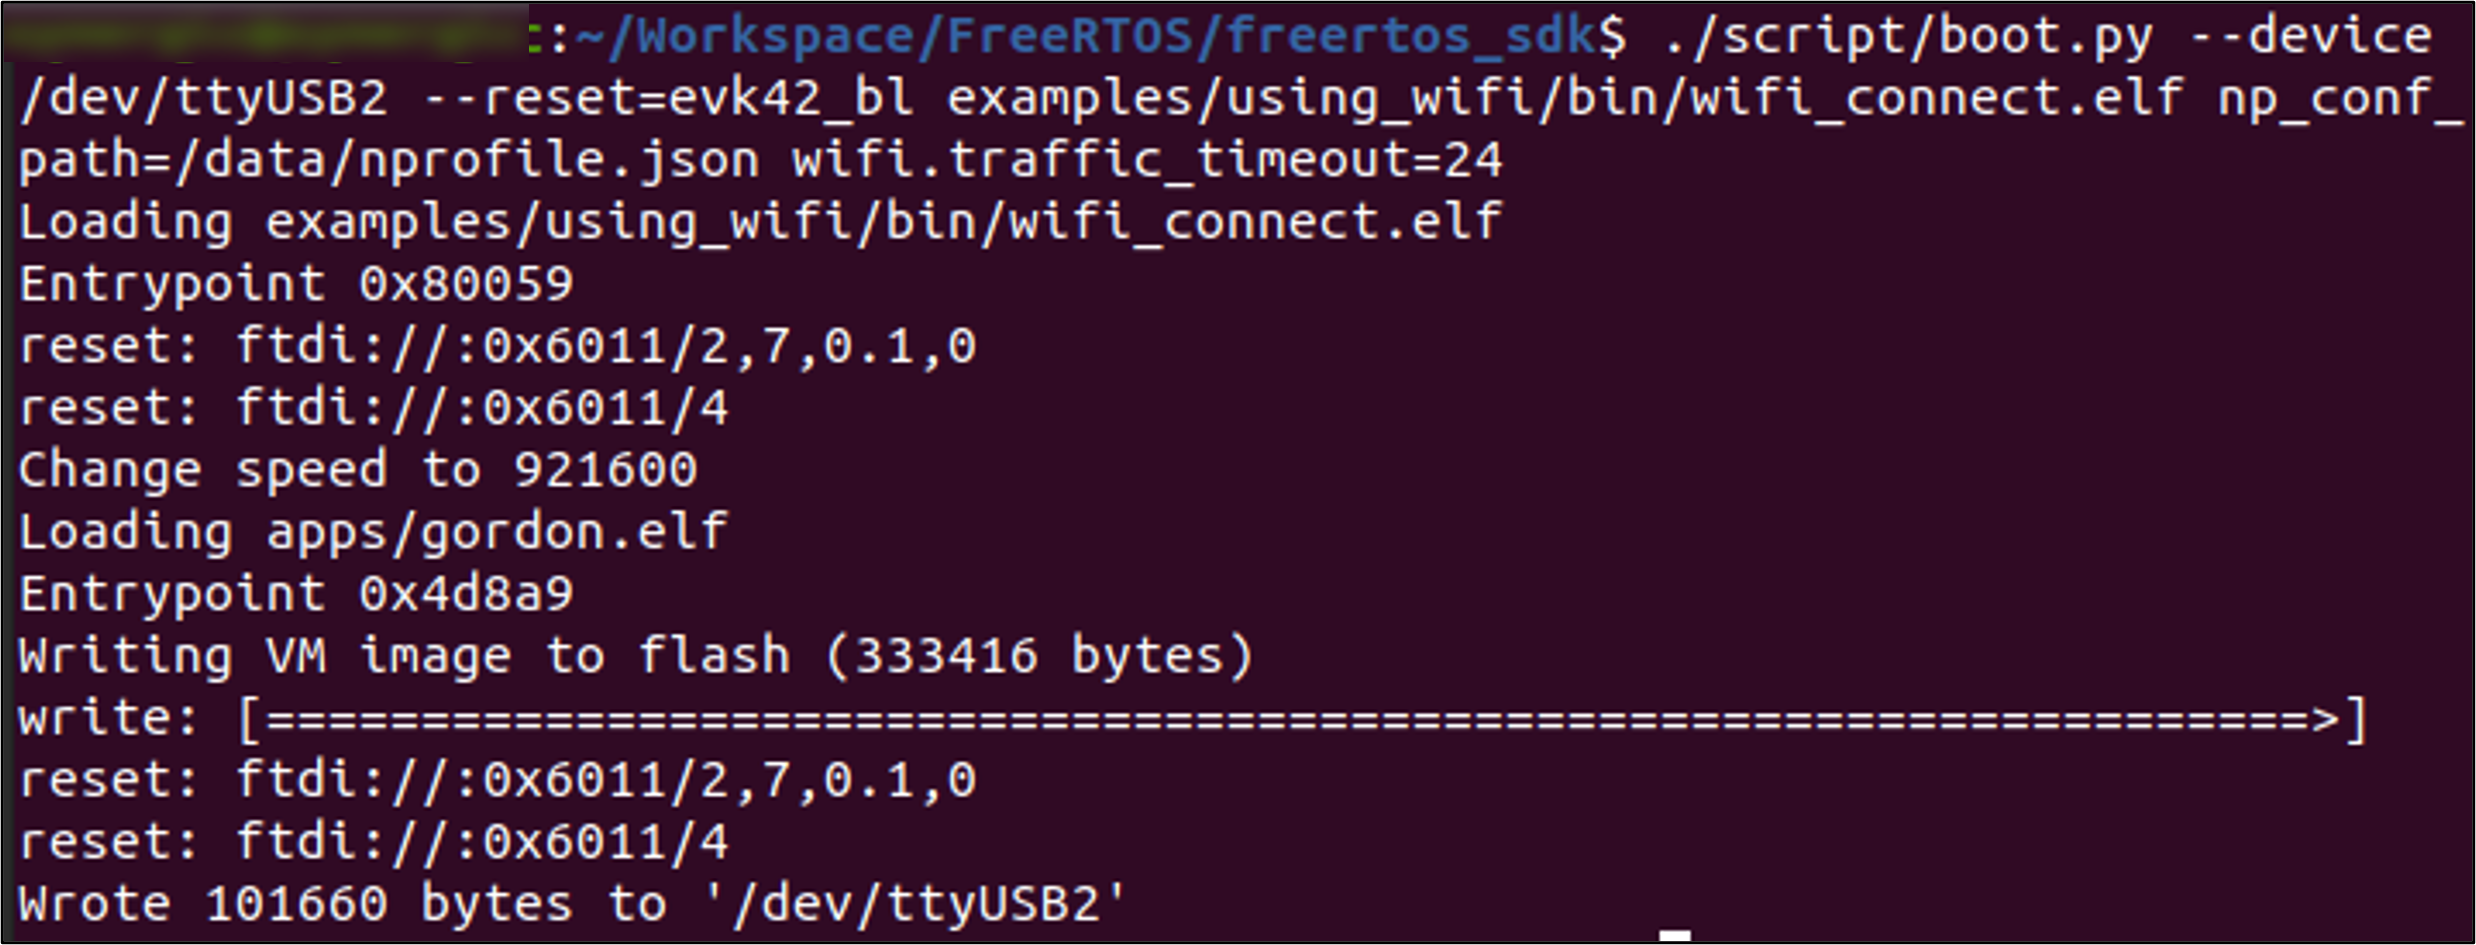 :~/Workspace/FreeRTOS/freertos_sdk$ ./script/boot.py --device
/dev/ttyUSB2 --reset=evk42_bl examples/using_wifi/bin/wifi_connect.elf np_conf_
path=/data/nprofile.json wifi.traffic_timeout=24
Loading examples/using_wifi/bin/wifi_connect.elf
Entrypoint 0x80059
reset: ftdi://:0x6011/2,7,0.1,0
reset: ftdi://:0x6011/4
Change speed to 921600
Loading apps/gordon.elf
Entrypoint 0x4d8a9
Writing VM image to flash (333416 bytes)
write: [==================================================================>]
reset: ftdi://:0x6011/2,7,0.1,0
reset: ftdi://:0x6011/4
Wrote 101660 bytes to '/dev/ttyUSB2'